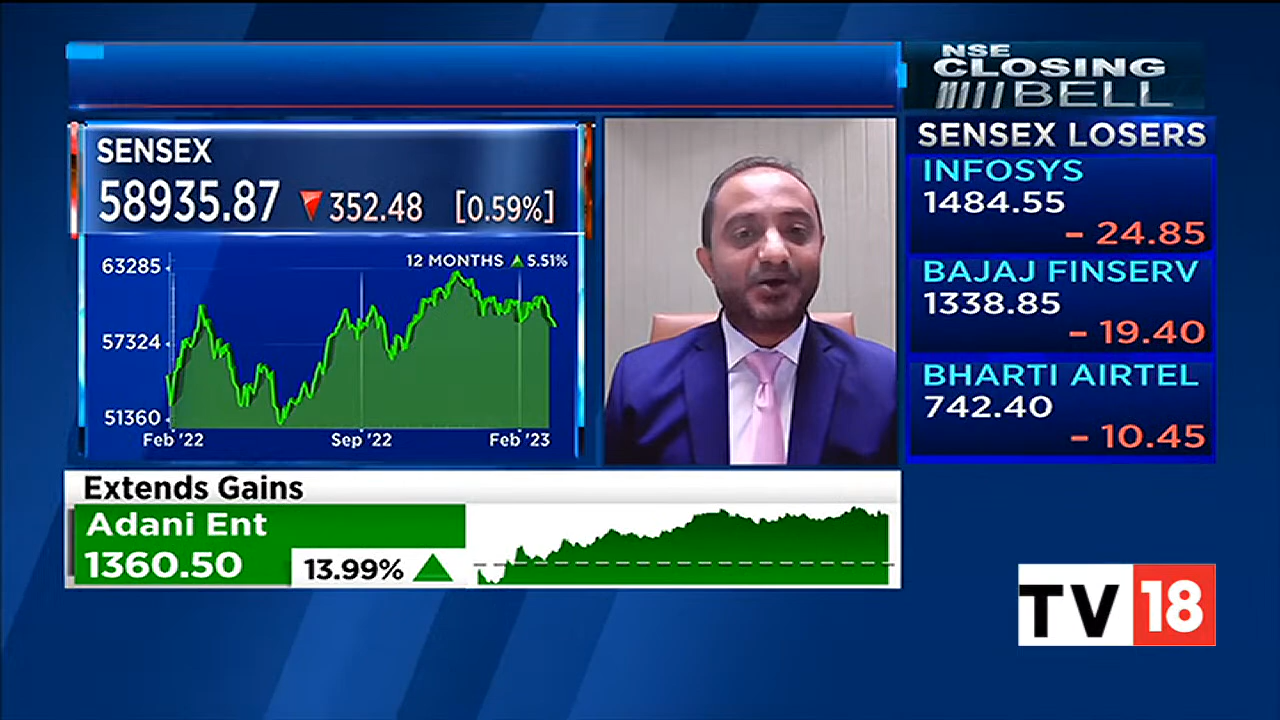 NSE
CLOSING
BELL
SENSEX
58935.87 ▼ 352.48 [0.59%]
12 MONTHS ▲ 5.51%
63285
57324
51360
Feb '22 Sep '22 Feb '23
SENSEX LOSERS
INFOSYS
1484.55
- 24.85
BAJAJ FINSERV
1338.85
- 19.40
BHARTI AIRTEL
742.40
- 10.45
Extends Gains
Adani Ent
1360.50
13.99% ▲
TV18